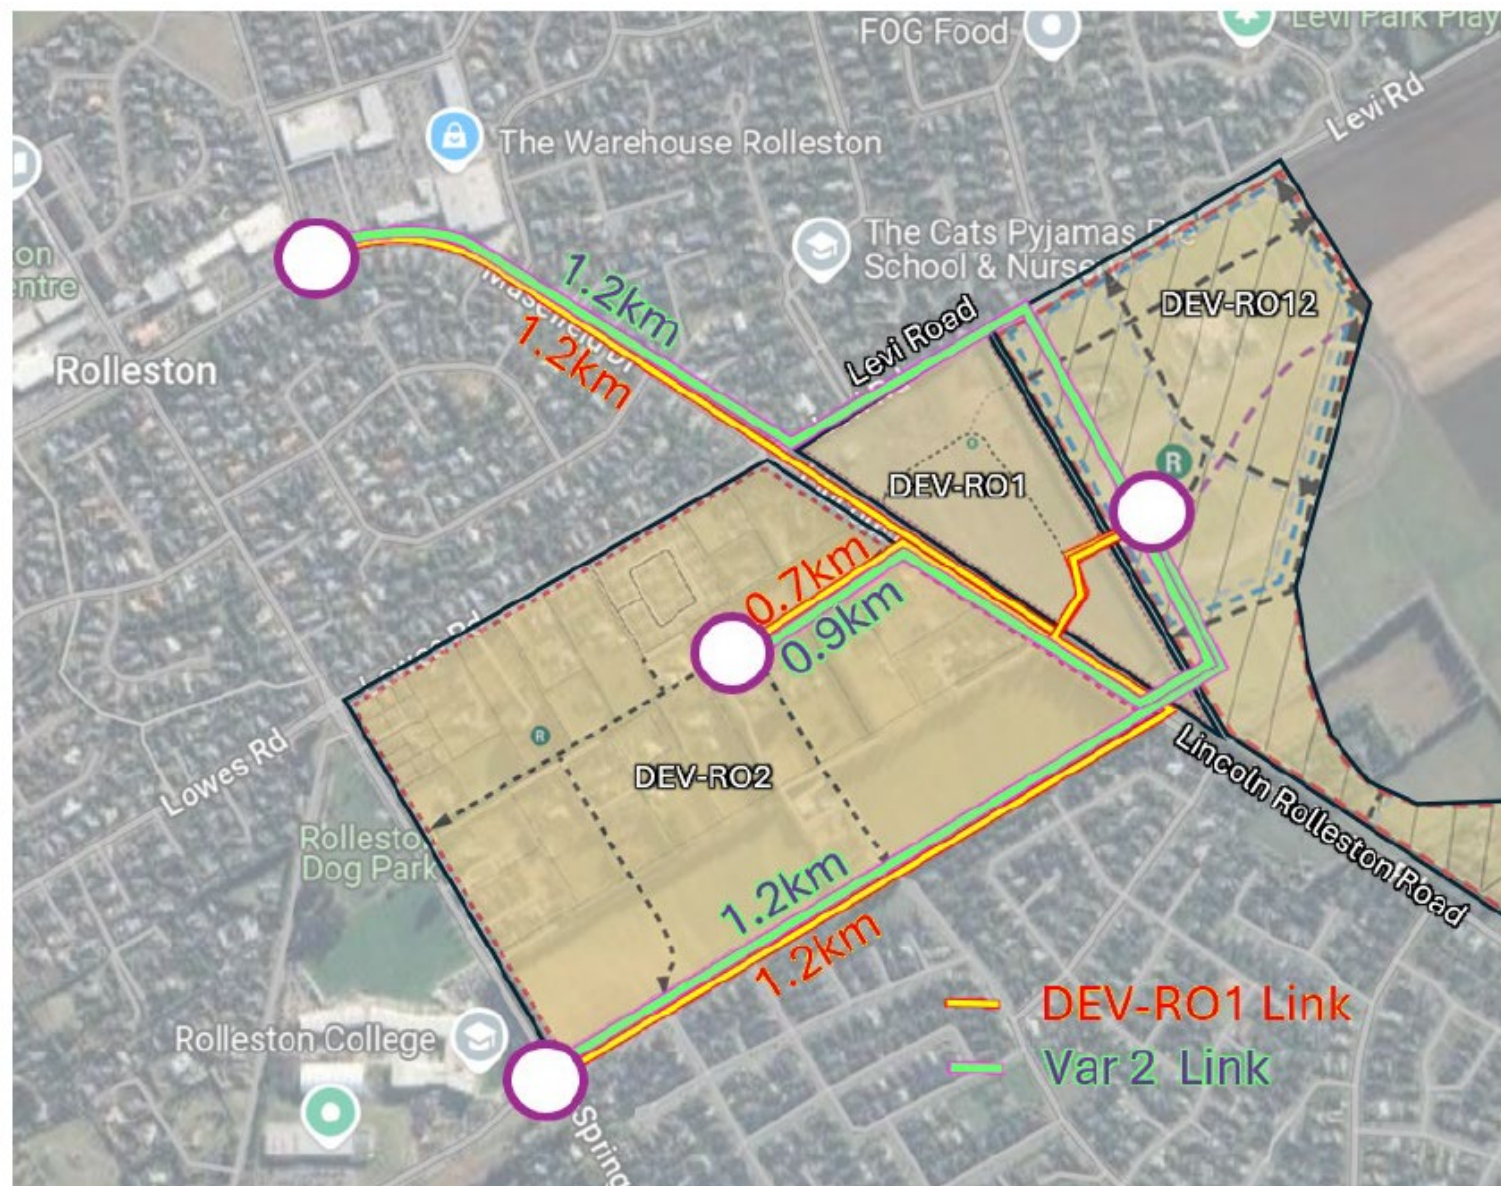 FOG Food
Levi Park Play
Levi Rd
The Warehouse Rolleston
The Cats Pyjamas Pre
School & Nurse
on
entre
DEV-RO12
1.2km
1.2km
Masefield Dr
Levi Road
Rolleston
R
DEV-RO1
0.7km
0.9km
R
Lowes Rd
DEV-RO2
Lincoln Rolleston Road
Rolleston
Dog Park
1.2km
1.2km
DEV-RO1 Link
Rolleston College
Var 2 Link
Spring